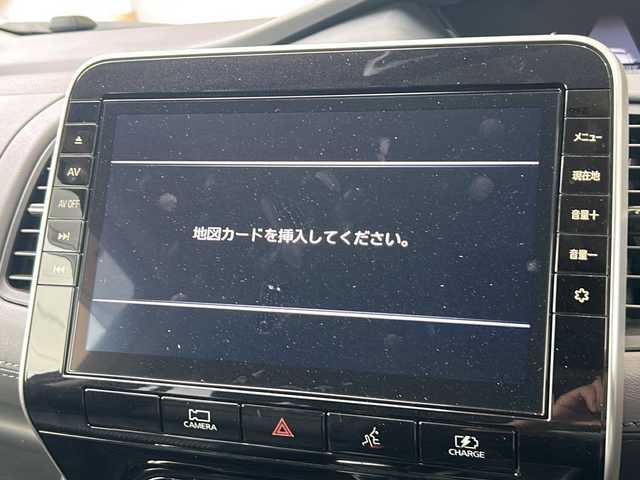 AV
AV OFF
地図カードを挿入してください。
メニュー
現在地
音量+
音量-
CAMERA
CHARGE